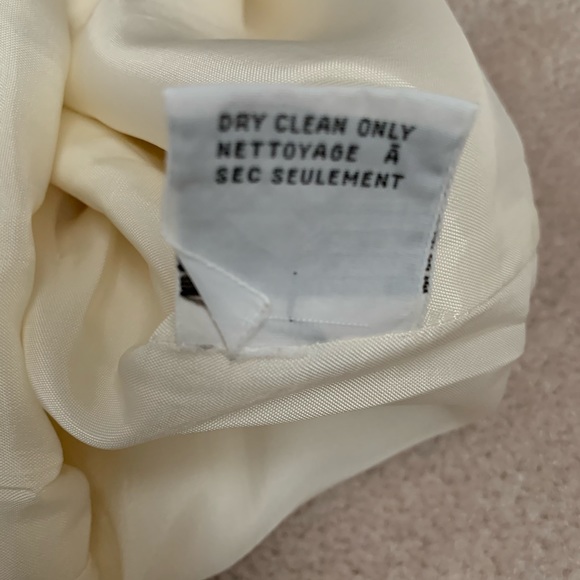 DRY CLEAN ONLY
NETTOYAGE Ā
SEC SEULEMENT